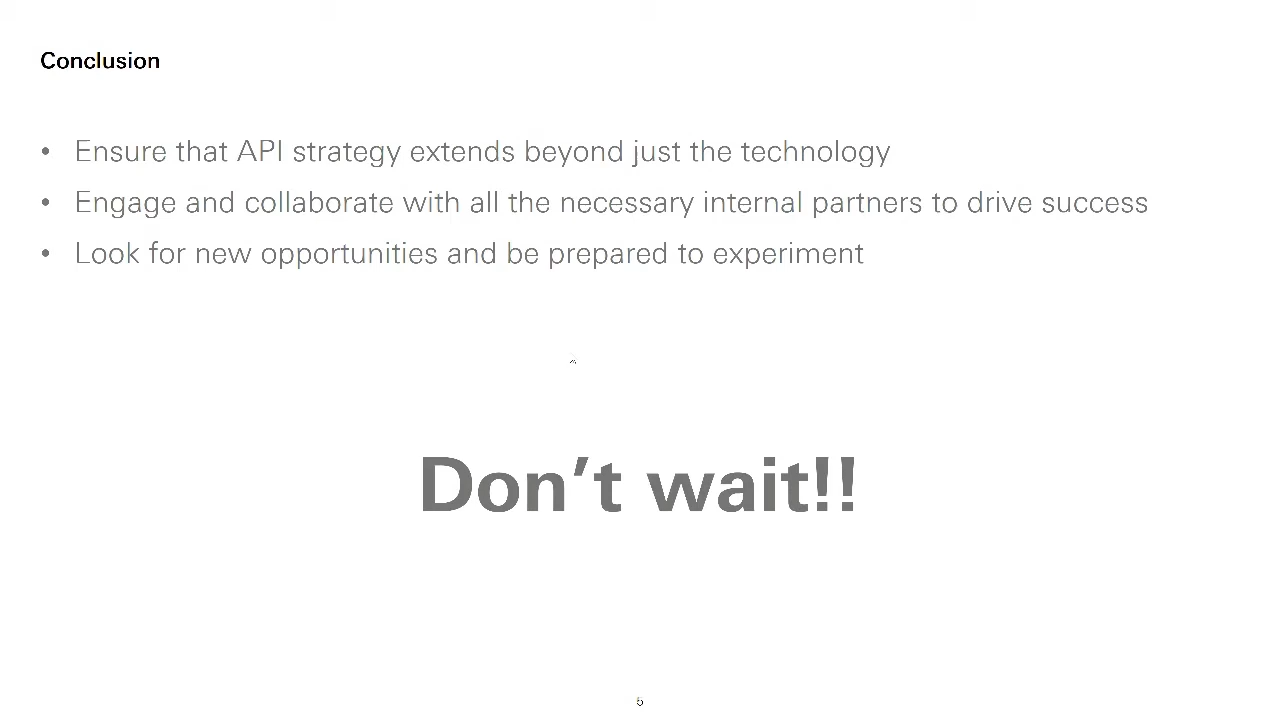 Conclusion
• Ensure that API strategy extends beyond just the technology
• Engage and collaborate with all the necessary internal partners to drive success
• Look for new opportunities and be prepared to experiment
Don’t wait!!
5